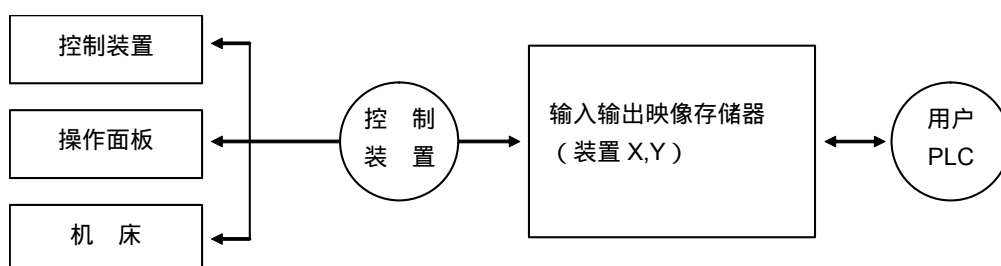 控制装置
操作面板
机 床
控 制
装 置
输入输出映像存储器
（装置 X,Y）
用户
PLC